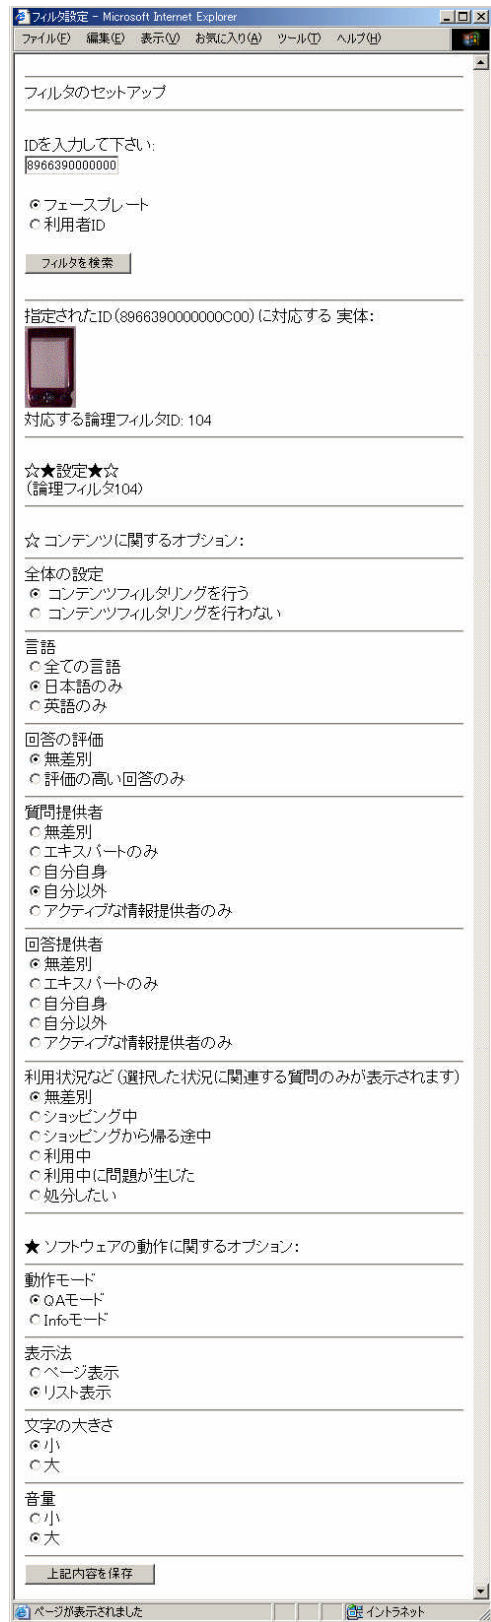 フィルタ設定 - Microsoft Internet Explorer
ファイル(F) 編集(E) 表示(V) お気に入り(A) ツール(T) ヘルプ(H)
フィルタのセットアップ
IDを入力して下さい:
8966390000000
フェースプレート
利用者ID
フィルタを検索
指定されたID(8966390000000C00)に対応する 実体:
対応する論理フィルタID: 104
☆★設定★☆
(論理フィルタ104)
☆ コンテンツに関するオプション:
全体の設定
コンテンツフィルタリングを行う
コンテンツフィルタリングを行わない
言語
全ての言語
日本語のみ
英語のみ
回答の評価
無差別
評価の高い回答のみ
質問提供者
無差別
エキスパートのみ
自分自身
自分以外
アクティブな情報提供者のみ
回答提供者
無差別
エキスパートのみ
自分自身
自分以外
アクティブな情報提供者のみ
利用状況など(選択した状況に関連する質問のみが表示されます)
無差別
ショッピング中
ショッピングから帰る途中
利用中
利用中に問題が生じた
処分したい
★ ソフトウェアの動作に関するオプション:
動作モード
QAモード
Infoモード
表示法
ページ表示
リスト表示
文字の大きさ
小
大
音量
小
大
上記内容を保存
ページが表示されました イントラネット